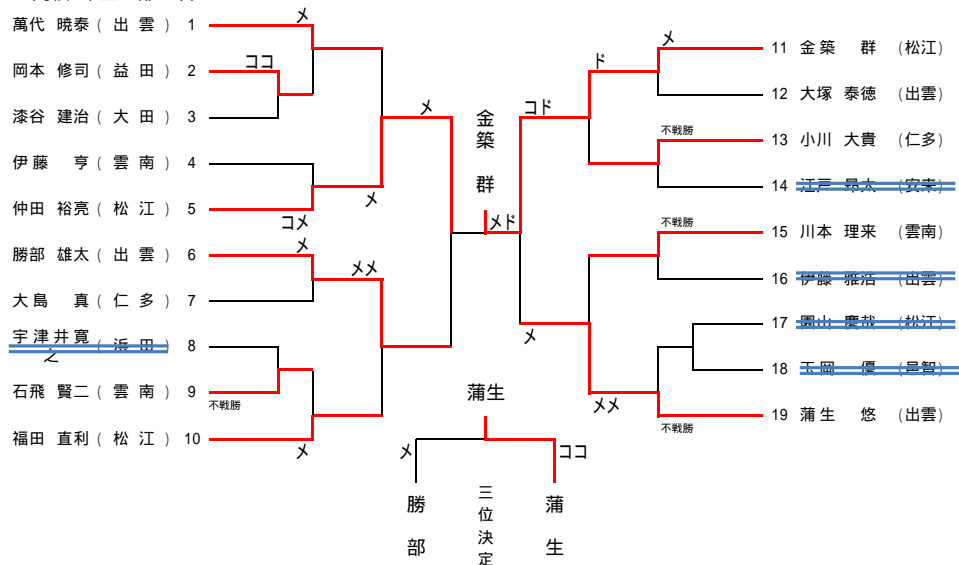 萬代 暁泰 ( 出 雲 ) 1
岡本 修司 ( 益 田 ) 2
漆谷 建治 ( 大 田 ) 3
伊藤 亨 ( 雲 南 ) 4
仲田 裕亮 ( 松 江 ) 5
勝部 雄太 ( 出 雲 ) 6
大島 真 ( 仁 多 ) 7
宇津井寛之 ( 浜 田 ) 8
石飛 賢二 ( 雲 南 ) 9
福田 直利 ( 松 江 ) 10
メ
ココ
コメ
メ
メ
メ
メメ
不戦勝
メ
金築 群
メド
11 金築 群 (松江)
12 大塚 泰徳 (出雲)
13 小川 大貴 (仁多)
14 江戸 昂太 (安来)
15 川本 理来 (雲南)
16 伊藤 雅浩 (出雲)
17 園山 慶哉 (松江)
18 玉岡 優 (邑智)
19 蒲生 悠 (出雲)
メ
ド
コド
不戦勝
不戦勝
メ
メメ
不戦勝
蒲生
メ
ココ
勝部
三位決定
蒲生